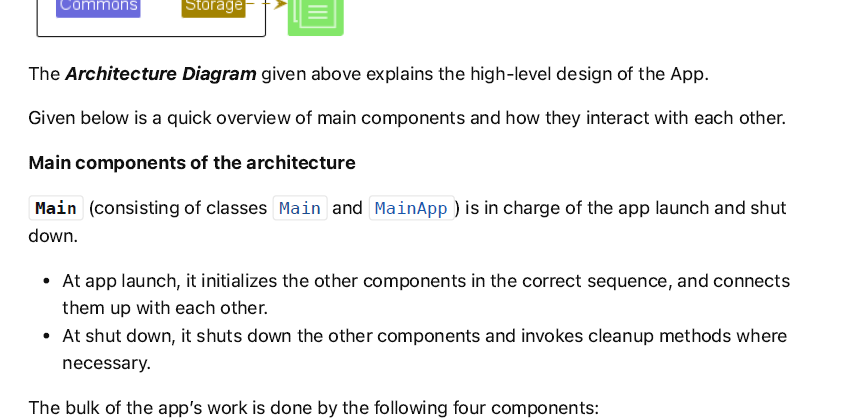 Commons Storage
The Architecture Diagram given above explains the high-level design of the App.
Given below is a quick overview of main components and how they interact with each other.
Main components of the architecture
Main (consisting of classes Main and MainApp) is in charge of the app launch and shut
down.
• At app launch, it initializes the other components in the correct sequence, and connects
them up with each other.
• At shut down, it shuts down the other components and invokes cleanup methods where
necessary.
The bulk of the app’s work is done by the following four components: